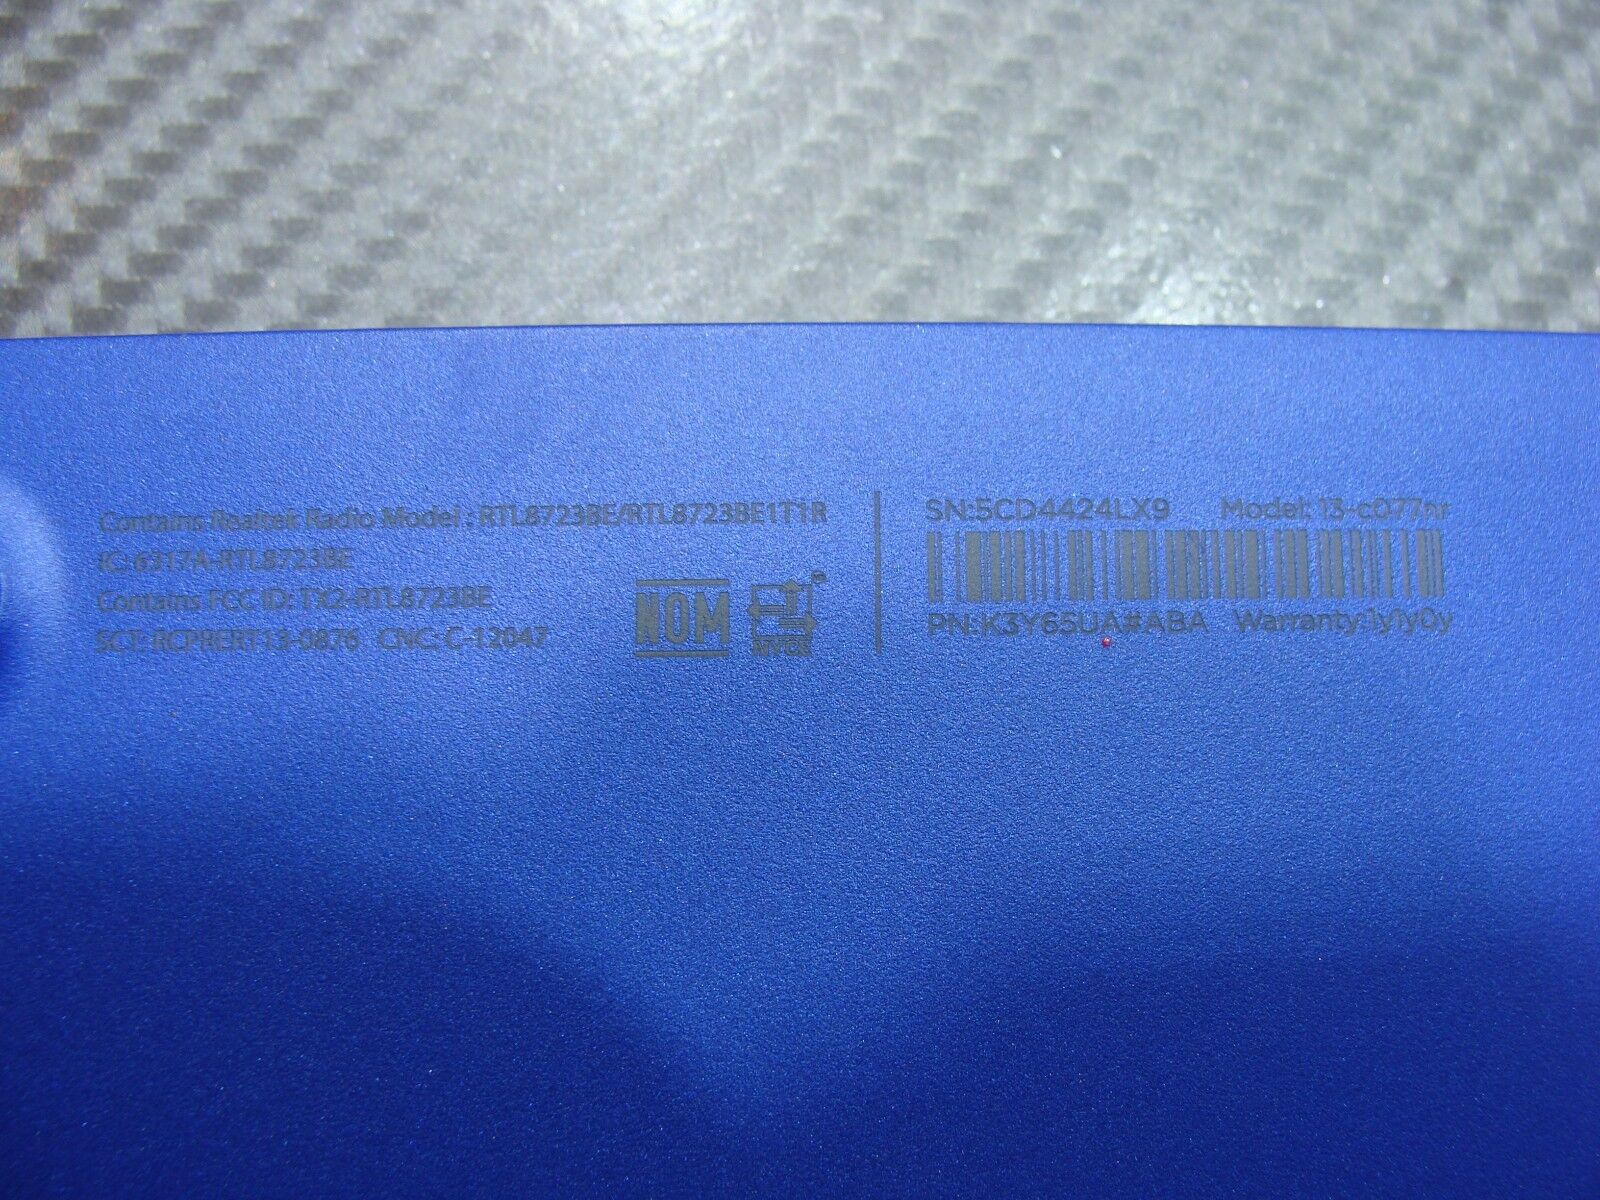 Contains Realtek Radio Model : RTL8723BE/RTL8723BE1T1R
IC: 6317A-RTL8723BE
Contains FCC ID: TX2-RTL8723BE
SCT: RCPRERT13-0876 CNC: C-12047
NOM
NYCE
SN:5CD4424LX9 Model: 13-c077nr
PN:K3Y65UA#ABA Warranty:1y1y0y